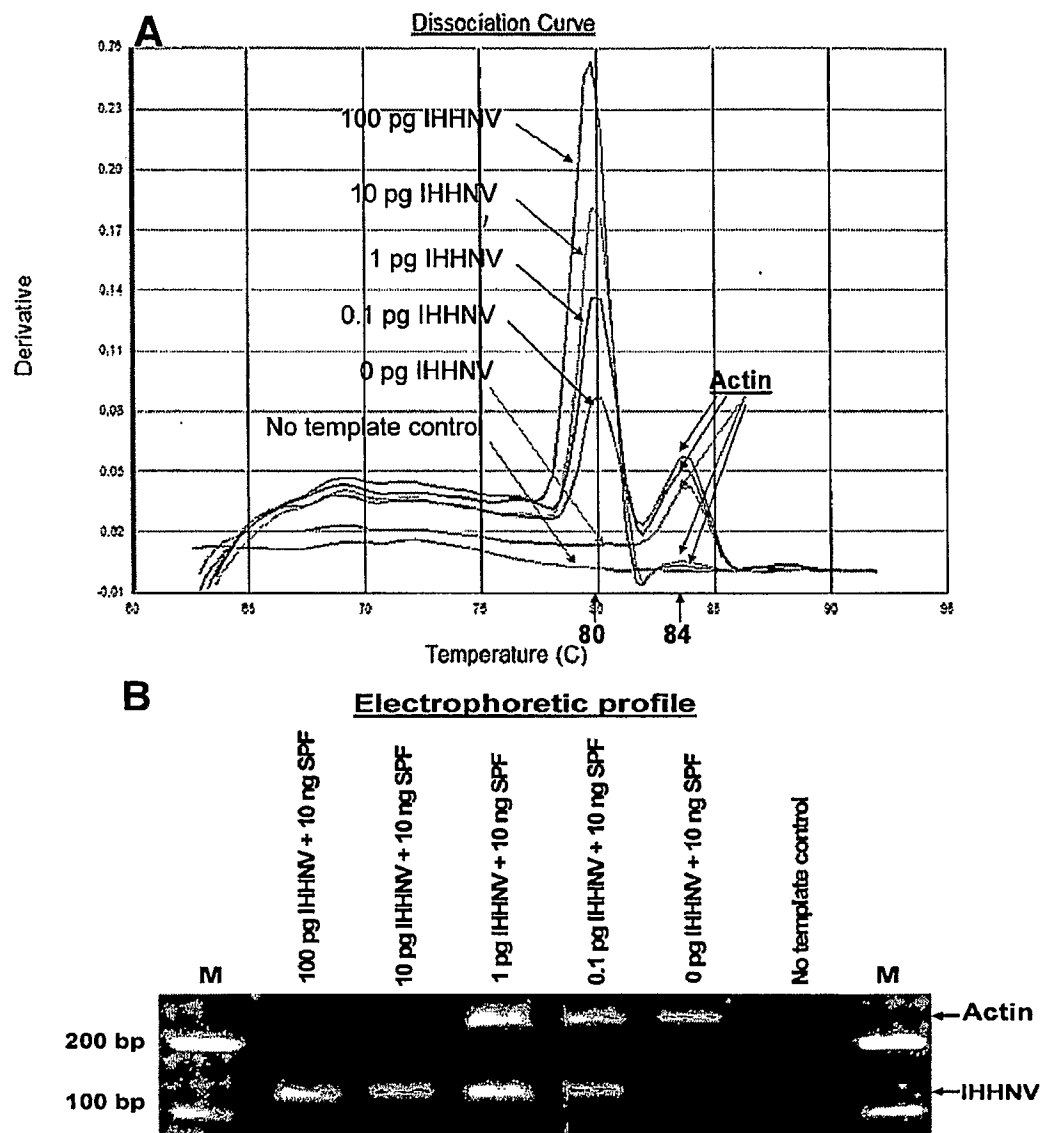 A
Dissociation Curve
0.26
0.23
0.20
0.17
0.14
0.11
0.08
0.05
0.02
-0.01
Derivative
100 pg IHHNV
10 pg IHHNV
1 pg IHHNV
0.1 pg IHHNV
0 pg IHHNV
No template control
Actin
60
65
70
75
90
85
90
95
80
84
Temperature (C)
B
Electrophoretic profile
M
100 pg IHHNV + 10 ng SPF
10 pg IHHNV + 10 ng SPF
1 pg IHHNV + 10 ng SPF
0.1 pg IHHNV + 10 ng SPF
0 pg IHHNV + 10 ng SPF
No template control
M
Actin
200 bp
100 bp
IHHNV